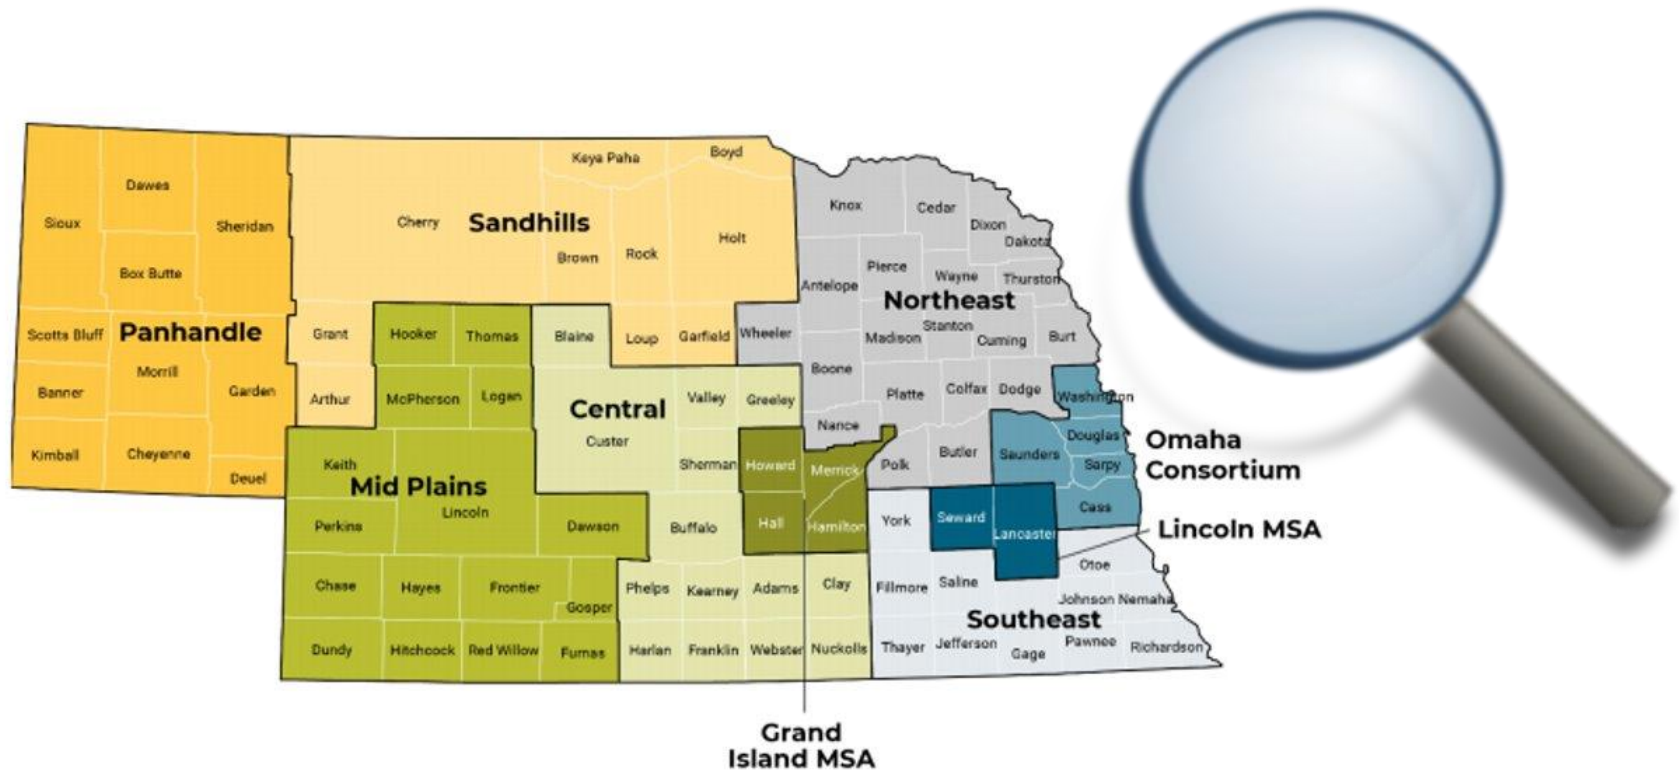 Keya Paha
Boyd
Dawes
Sioux
Sheridan
Cherry
Sandhills
Holt
Brown
Rock
Box Butte
Knox
Cedar
Dixon
Dakota
Pierce
Wayne
Thurston
Antelope
Northeast
Scotts Bluff
Panhandle
Grant
Hooker
Thomas
Blaine
Loup
Garfield
Wheeler
Madison
Stanton
Cuming
Burt
Morrill
Banner
Garden
Arthur
McPherson
Logan
Central
Valley
Greeley
Boone
Platte
Colfax
Dodge
Washington
Nance
Custer
Kimball
Cheyenne
Deuel
Keith
Mid Plains
Lincoln
Sherman
Howard
Merrick
Polk
Butler
Saunders
Douglas
Sarpy
Omaha
Consortium
Cass
Perkins
Dawson
Buffalo
Hall
Hamilton
York
Seward
Lancaster
Lincoln MSA
Otoe
Chase
Hayes
Frontier
Gosper
Phelps
Kearney
Adams
Clay
Fillmore
Saline
Johnson
Nemaha
Southeast
Dundy
Hitchcock
Red Willow
Furnas
Harlan
Franklin
Webster
Nuckolls
Thayer
Jefferson
Gage
Pawnee
Richardson
Grand
Island MSA